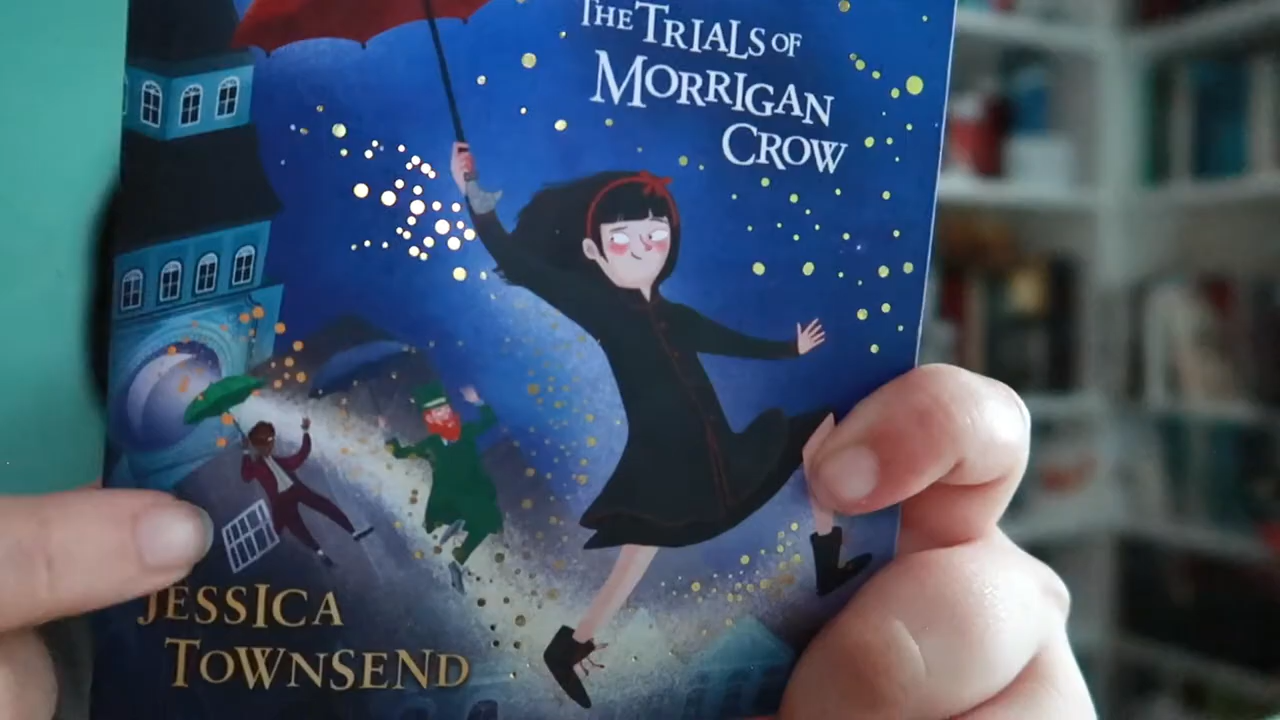 THE TRIALS OF
MORRIGAN
CROW
JESSICA
TOWNSEND